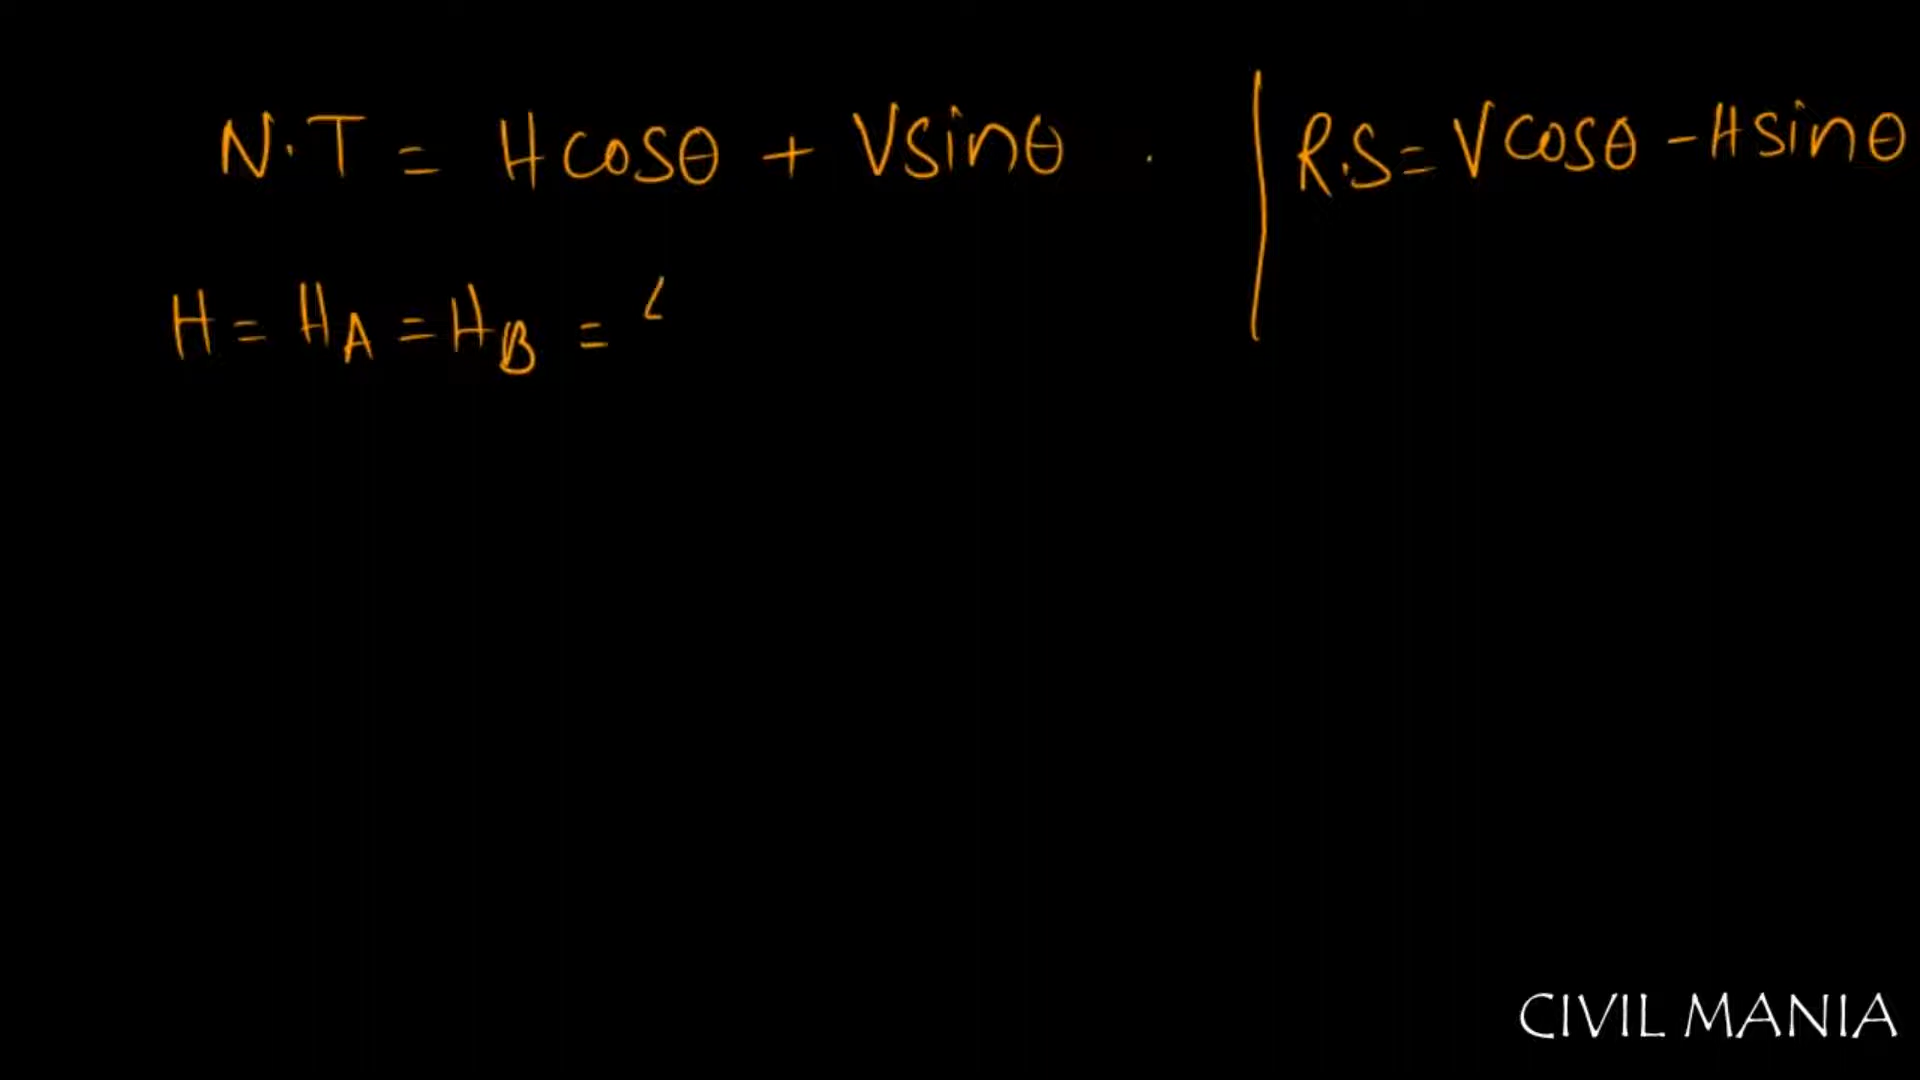 N.T = H cosθ + V sinθ
R.S = V cosθ - H sinθ
H = H_A = H_B =
CIVIL MANIA